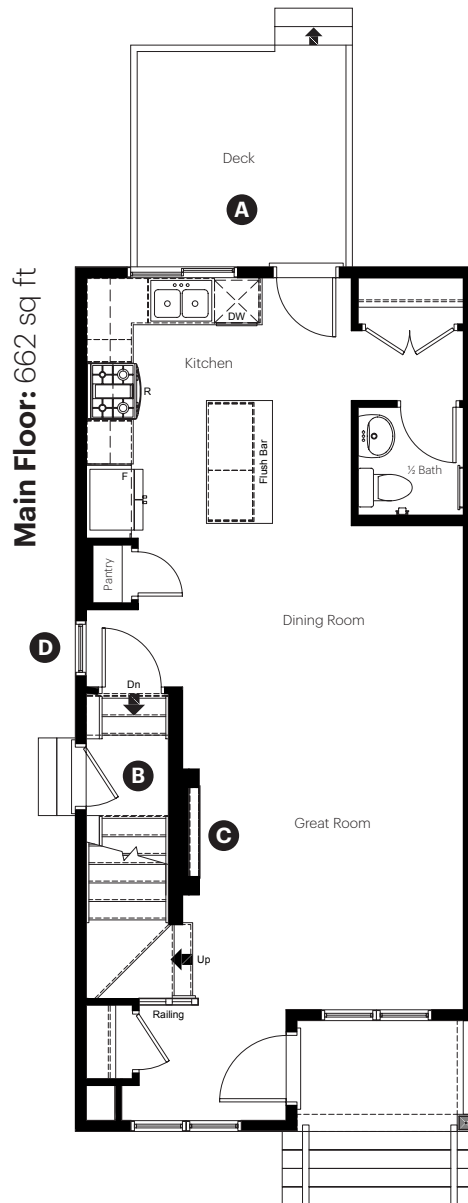 Main Floor: 662 sq ft
Deck
A
DW
Kitchen
R
Flush Bar
F
½ Bath
Pantry
Dining Room
D
Dn
B
C
Great Room
Up
Railing